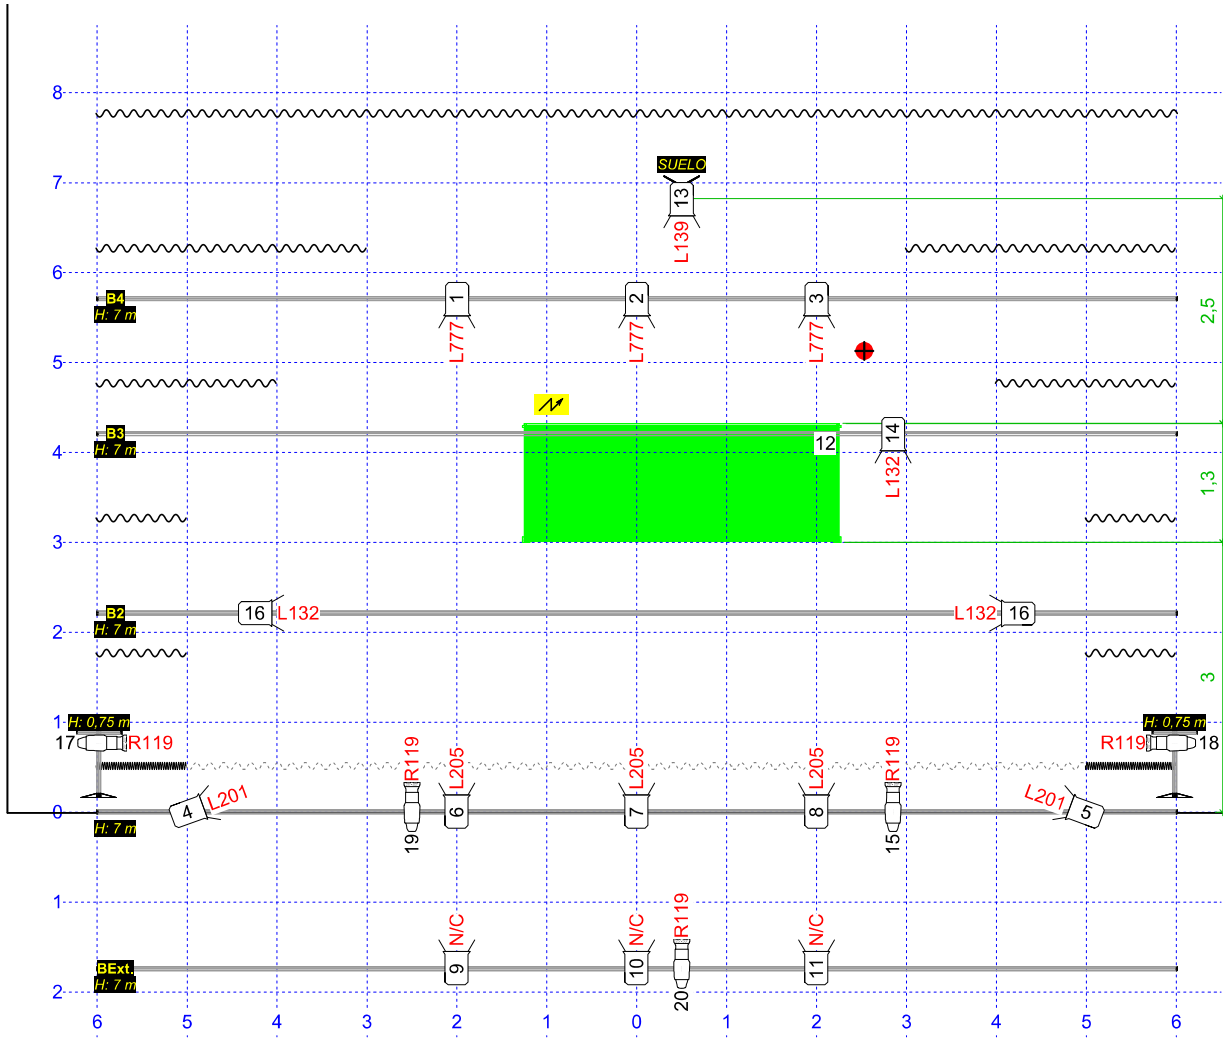 8
SUELO
7
13
L139
6
B4
H: 7 m
1
2
3
2,5
L777
L777
L777
5
B3
H: 7 m
12
14
4
L132
1,3
3
B2
16
L132
L132
16
H: 7 m
2
3
1
H: 0,75 m
H: 0,75 m
17
R119
R119
18
R119
L205
L205
L205
R119
L201
L201
0
4
6
7
8
5
H: 7 m
19
15
1
N/C
N/C
R119
N/C
BExt.
9
10
11
H: 7 m
2
20
6
5
4
3
2
1
0
1
2
3
4
5
6